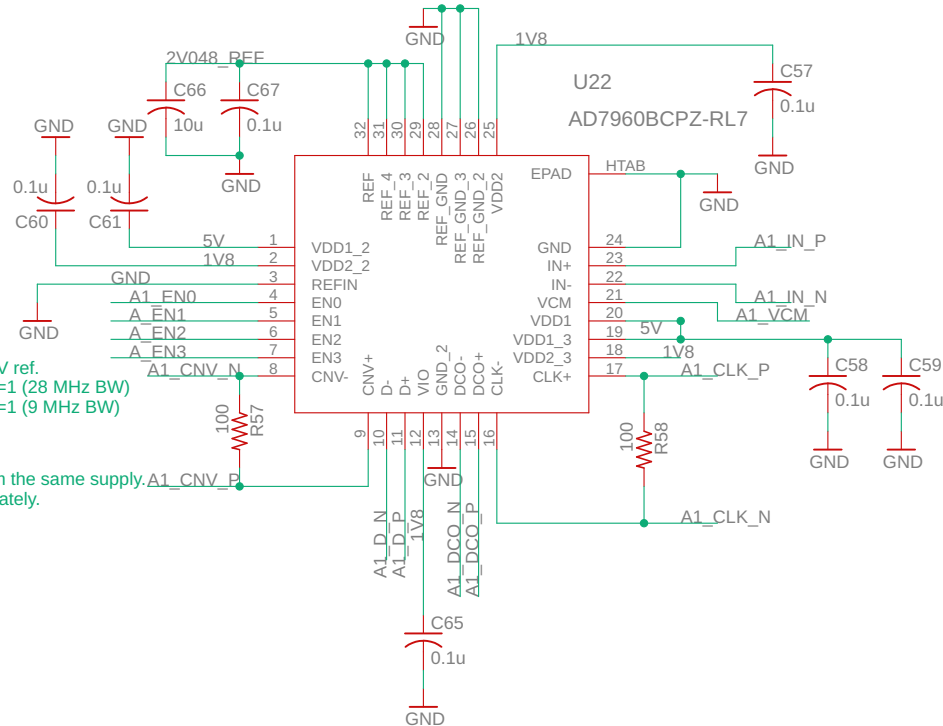 GND
1V8
2V048_REF
U22
C57
C66
C67
0.1u
10u
0.1u
AD7960BCPZ-RL7
GND
GND
32
31
30
29
28
27
26
25
GND
GND
REF
REF_4
REF_3
REF_2
REF_GND
REF_GND_3
REF_GND_2
VDD2
EPAD
HTAB
0.1u
0.1u
GND
C60
C61
5V
1
VDD1_2
GND
24
1V8
2
VDD2_2
IN+
23
A1_IN_P
GND
3
REFIN
IN-
22
A1_IN_N
A1_EN0
4
EN0
VCM
21
A1_VCM
GND
A_EN1
5
EN1
VDD1
20
5V
A_EN2
6
EN2
VDD1_3
19
A_EN3
7
EN3
VDD2_3
18
1V8
V ref.
A1_CNV_N
8
CNV-
CLK+
17
A1_CLK_P
C58
C59
=1 (28 MHz BW)
=1 (9 MHz BW)
0.1u
0.1u
CNV+
D-
D+
VIO
GND_2
DCO-
DCO+
CLK-
100
R57
9
10
11
12
13
14
15
16
100
R58
GND
GND
n the same supply.
A1_CNV_P
GND
ately.
A1_D_N
A1_D_P
1V8
A1_DCO_N
A1_DCO_P
A1_CLK_N
C65
0.1u
GND